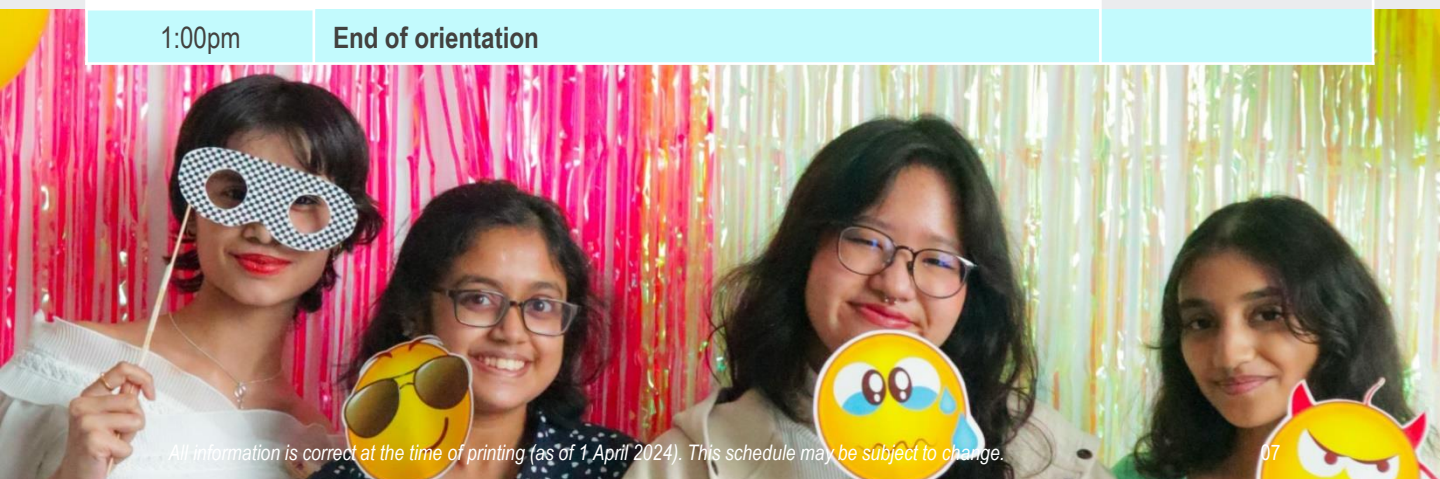 1:00pm End of orientation
All information is correct at the time of printing (as of 1 April 2024). This schedule may be subject to change. 07